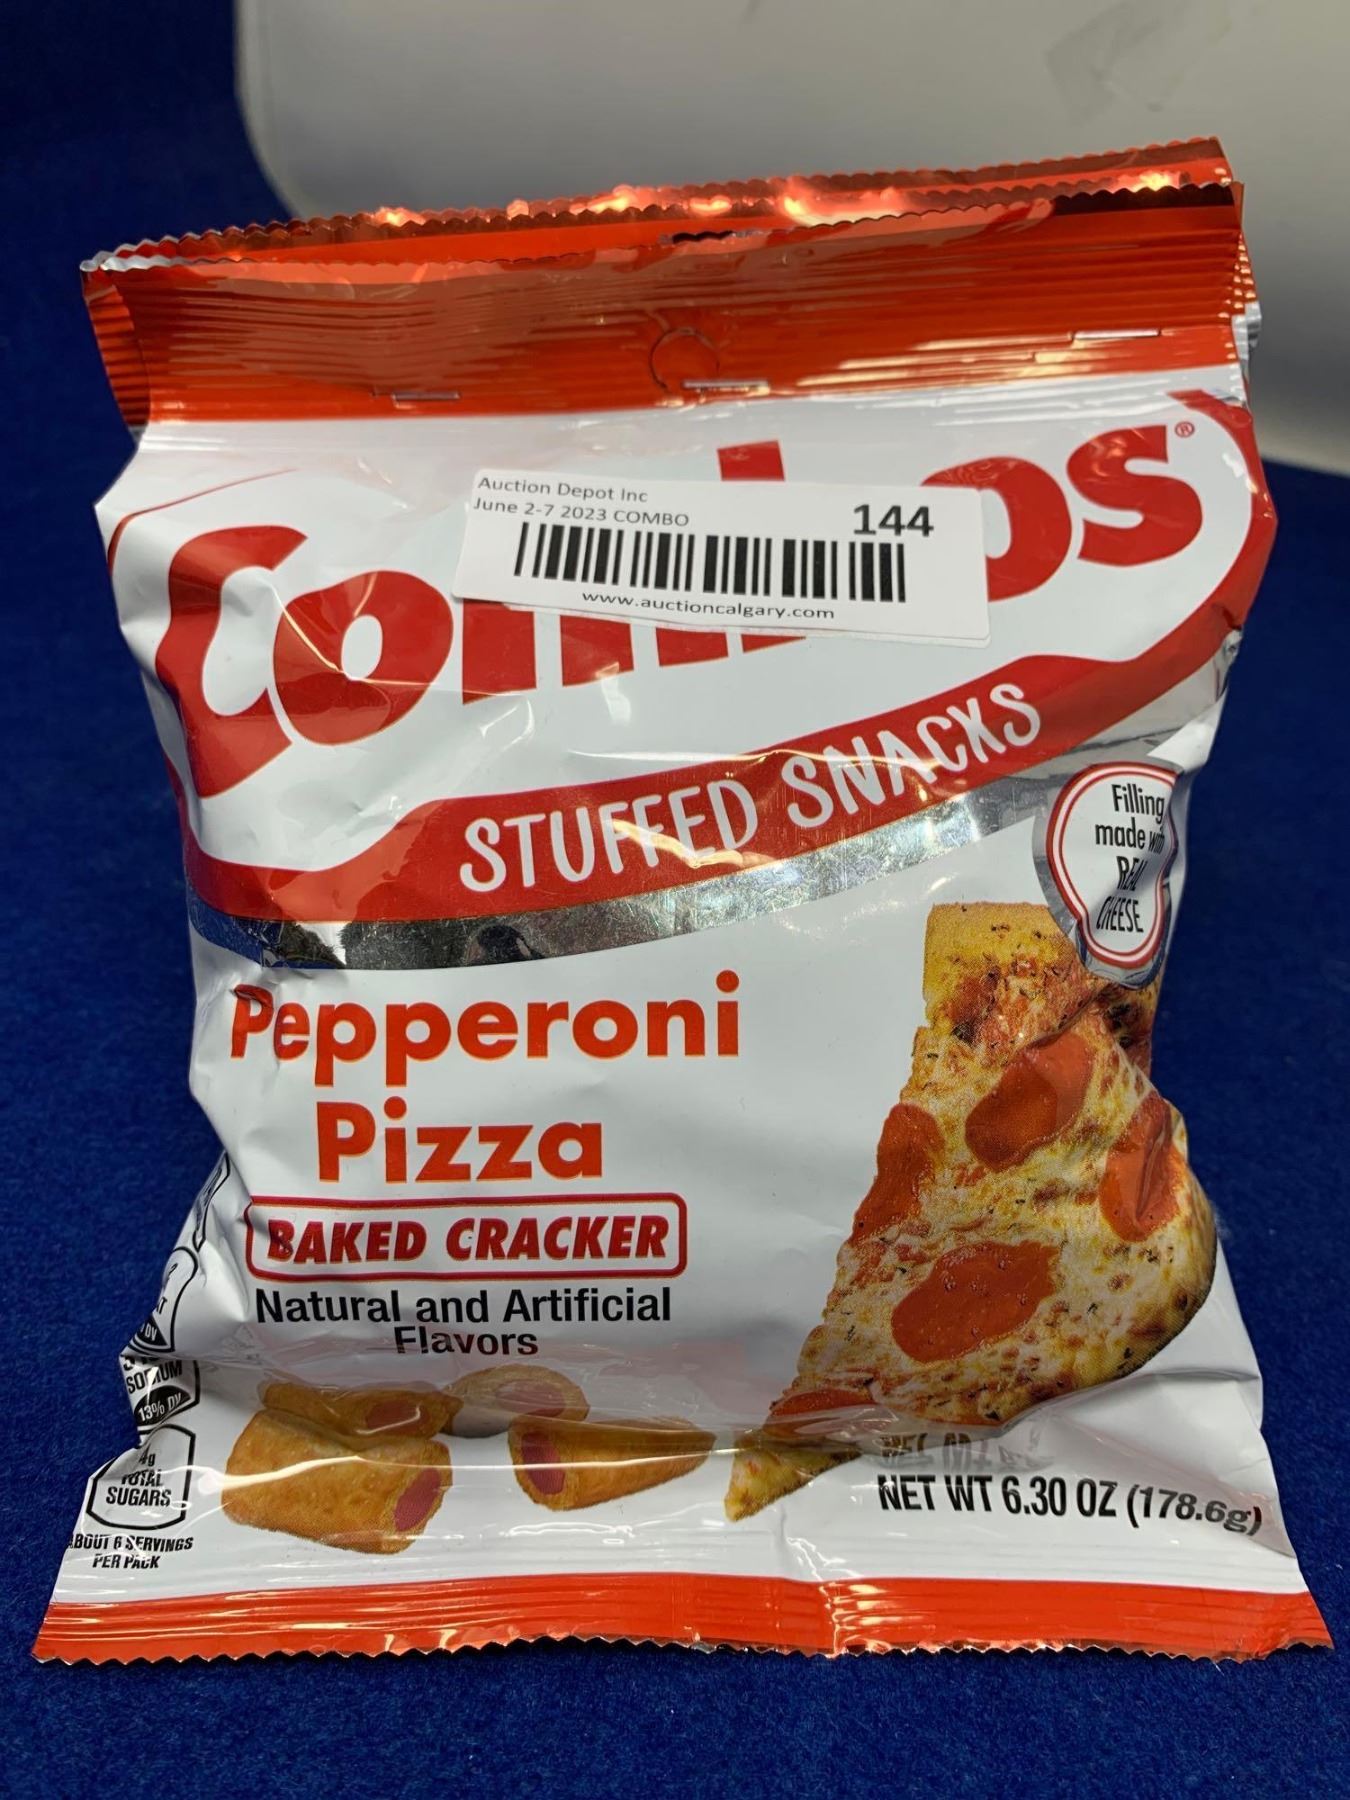 Combos®
Auction Depot Inc
June 2-7 2023 COMBO
144
www.auctioncalgary.com
STUFFED SNACKS
Filling
made with
REAL
CHEESE
Pepperoni
Pizza
BAKED CRACKER
Natural and Artificial
Flavors
SODIUM
13% DV
4g
TOTAL
SUGARS
ABOUT 6 SERVINGS
PER PACK
NET WT 6.30 OZ (178.6g)